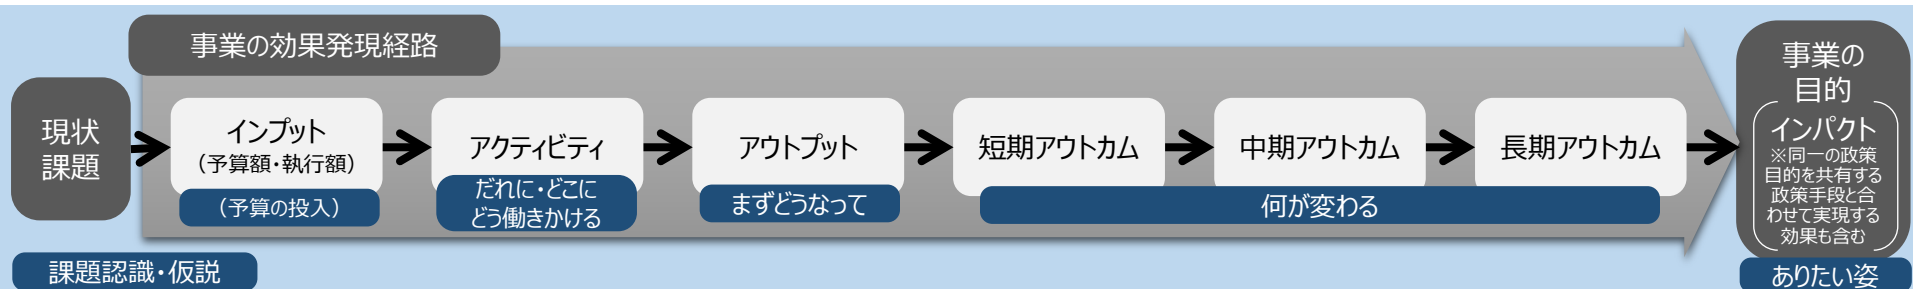 事業の効果発現経路
現状
課題
課題認識・仮説
インプット
（予算額・執行額）
（予算の投入）
アクティビティ
だれに・どこに
どう働きかける
アウトプット
まずどうなって
短期アウトカム
中期アウトカム
長期アウトカム
何が変わる
事業の
目的
インパクト
※同一の政策
目的を共有する
政策手段と合
わせて実現する
効果も含む
ありたい姿